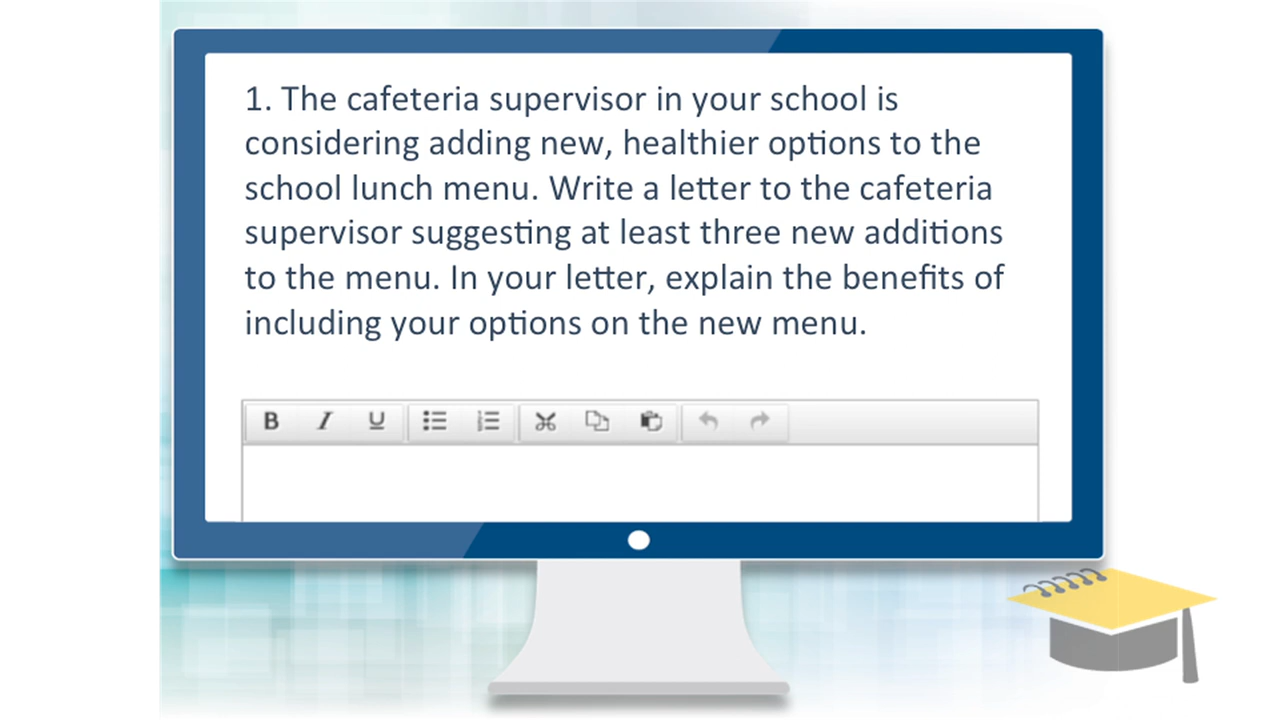 1. The cafeteria supervisor in your school is
considering adding new, healthier options to the
school lunch menu. Write a letter to the cafeteria
supervisor suggesting at least three new additions
to the menu. In your letter, explain the benefits of
including your options on the new menu.
B I U